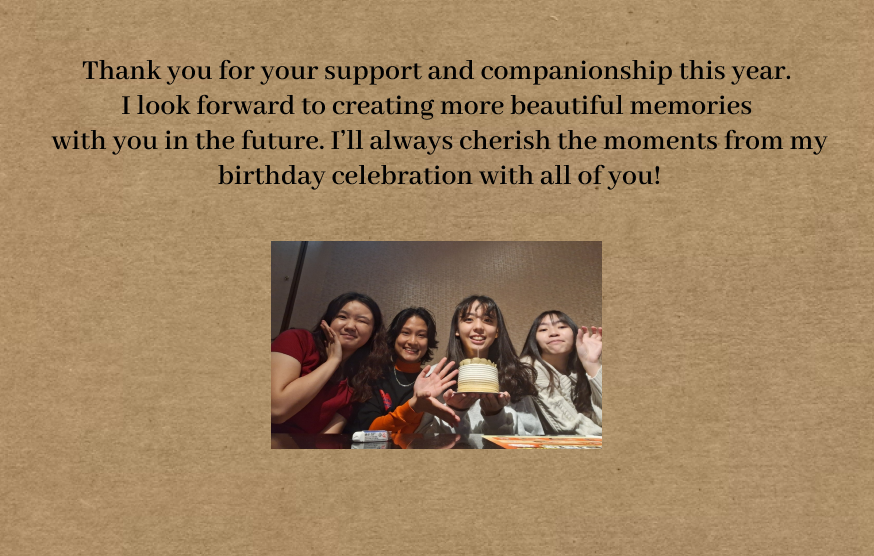 Thank you for your support and companionship this year.
I look forward to creating more beautiful memories
with you in the future. I’ll always cherish the moments from my
birthday celebration with all of you!